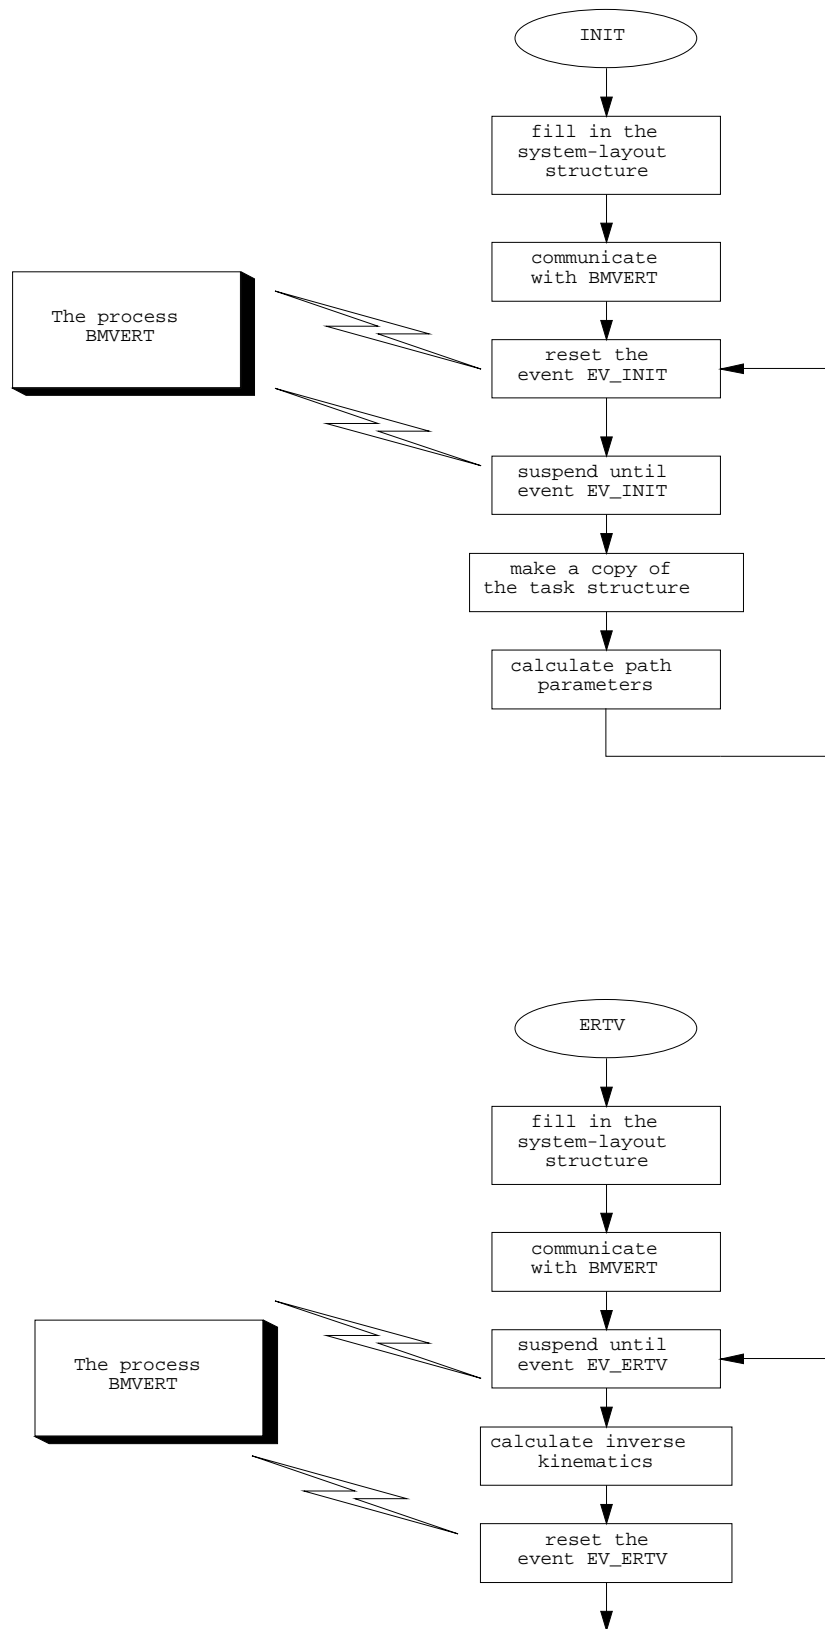 INIT
fill in the
system-layout
structure
communicate
with BMVERT
The process
BMVERT
reset the
event EV_INIT
suspend until
event EV_INIT
make a copy of
the task structure
calculate path
parameters
ERTV
fill in the
system-layout
structure
communicate
with BMVERT
The process
BMVERT
suspend until
event EV_ERTV
calculate inverse
kinematics
reset the
event EV_ERTV